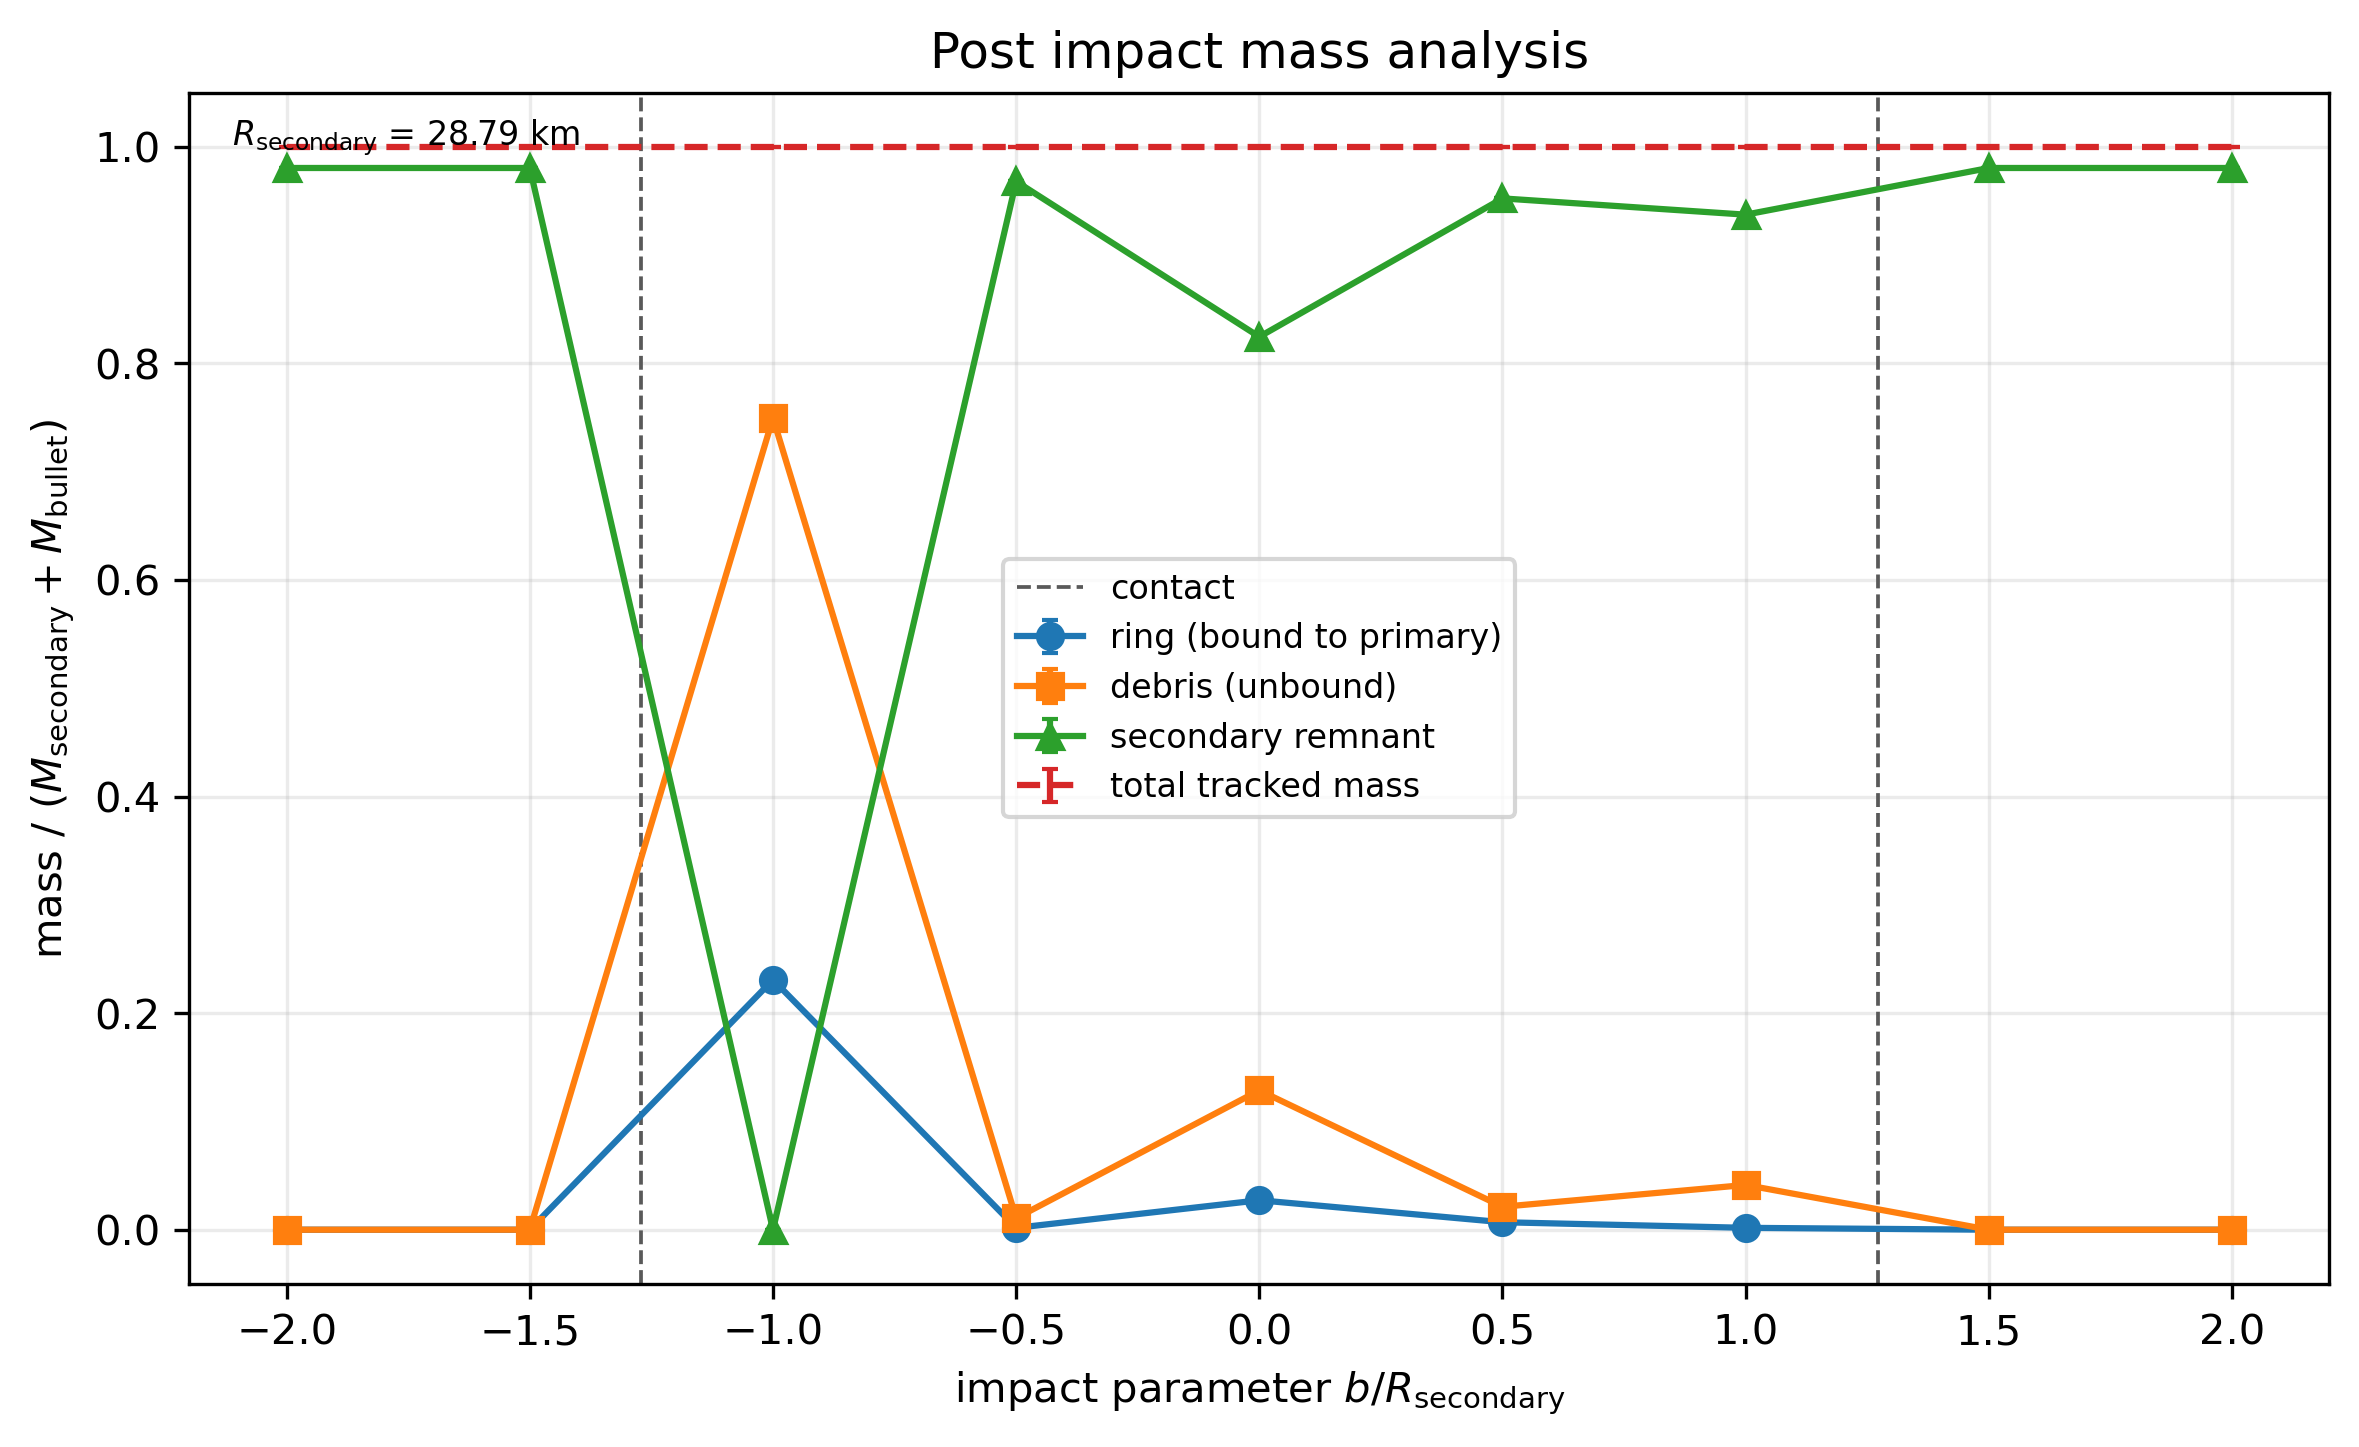 Post impact mass analysis
R_secondary = 28.79 km
mass / (M_secondary + M_bullet)
1.0
0.8
0.6
0.4
0.2
0.0
contact
ring (bound to primary)
debris (unbound)
secondary remnant
total tracked mass
−2.0 −1.5 −1.0 −0.5 0.0 0.5 1.0 1.5 2.0
impact parameter b/R_secondary